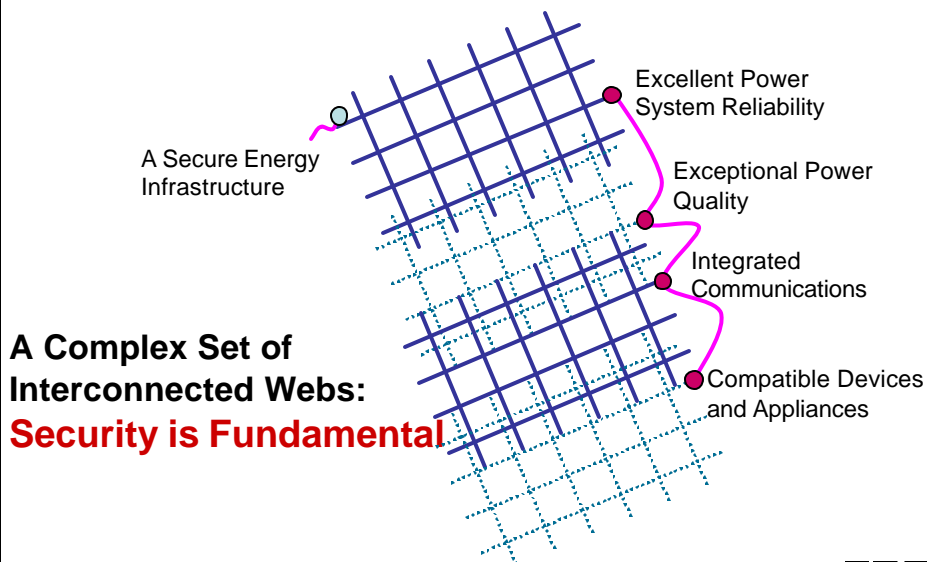 Excellent Power
System Reliability
A Secure Energy
Infrastructure
Exceptional Power
Quality
Integrated
Communications
A Complex Set of
Interconnected Webs:
Security is Fundamental
Compatible Devices
and Appliances